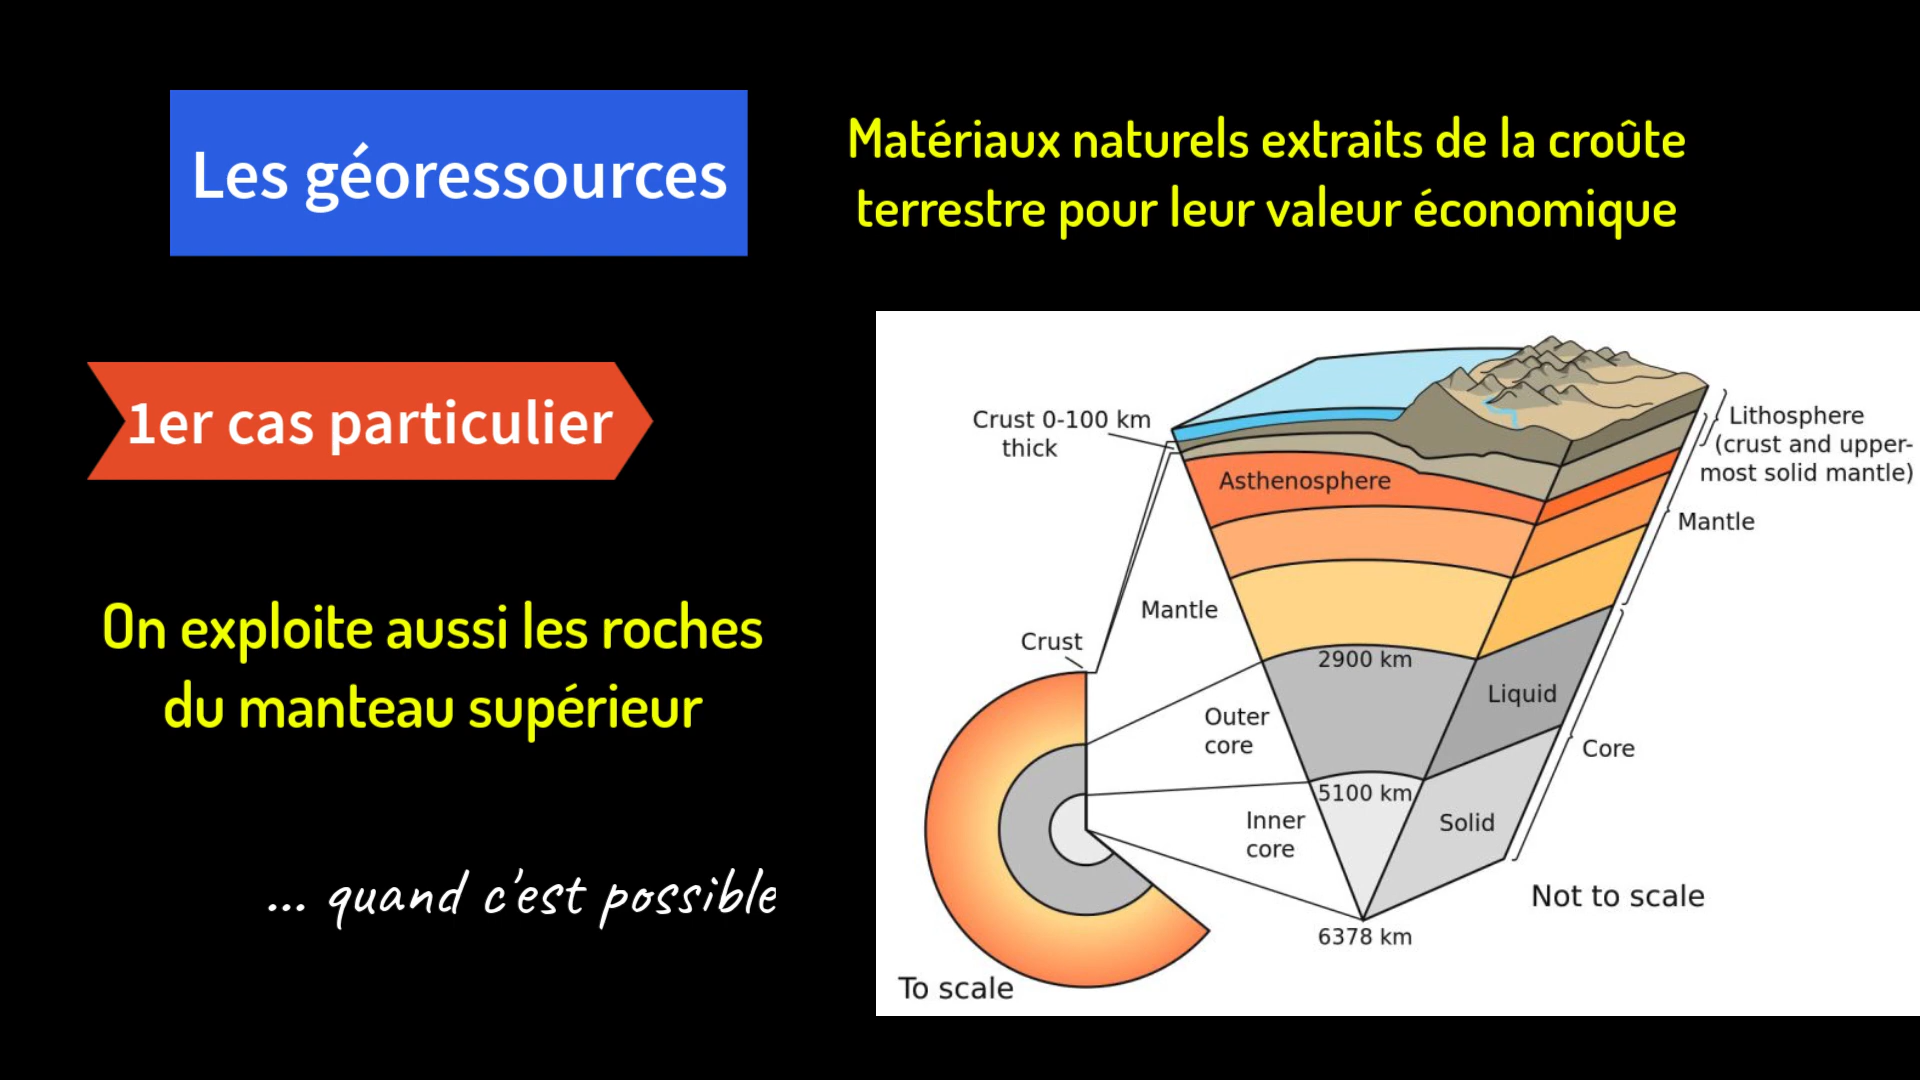 Les géoressources
Matériaux naturels extraits de la croûte
terrestre pour leur valeur économique
1er cas particulier
On exploite aussi les roches
du manteau supérieur
... quand c'est possible
Crust 0-100 km
thick
Asthenosphere
Lithosphere
(crust and upper-
most solid mantle)
Mantle
Mantle
Crust
2900 km
Liquid
Outer
core
Core
5100 km
Inner
core
Solid
Not to scale
6378 km
To scale